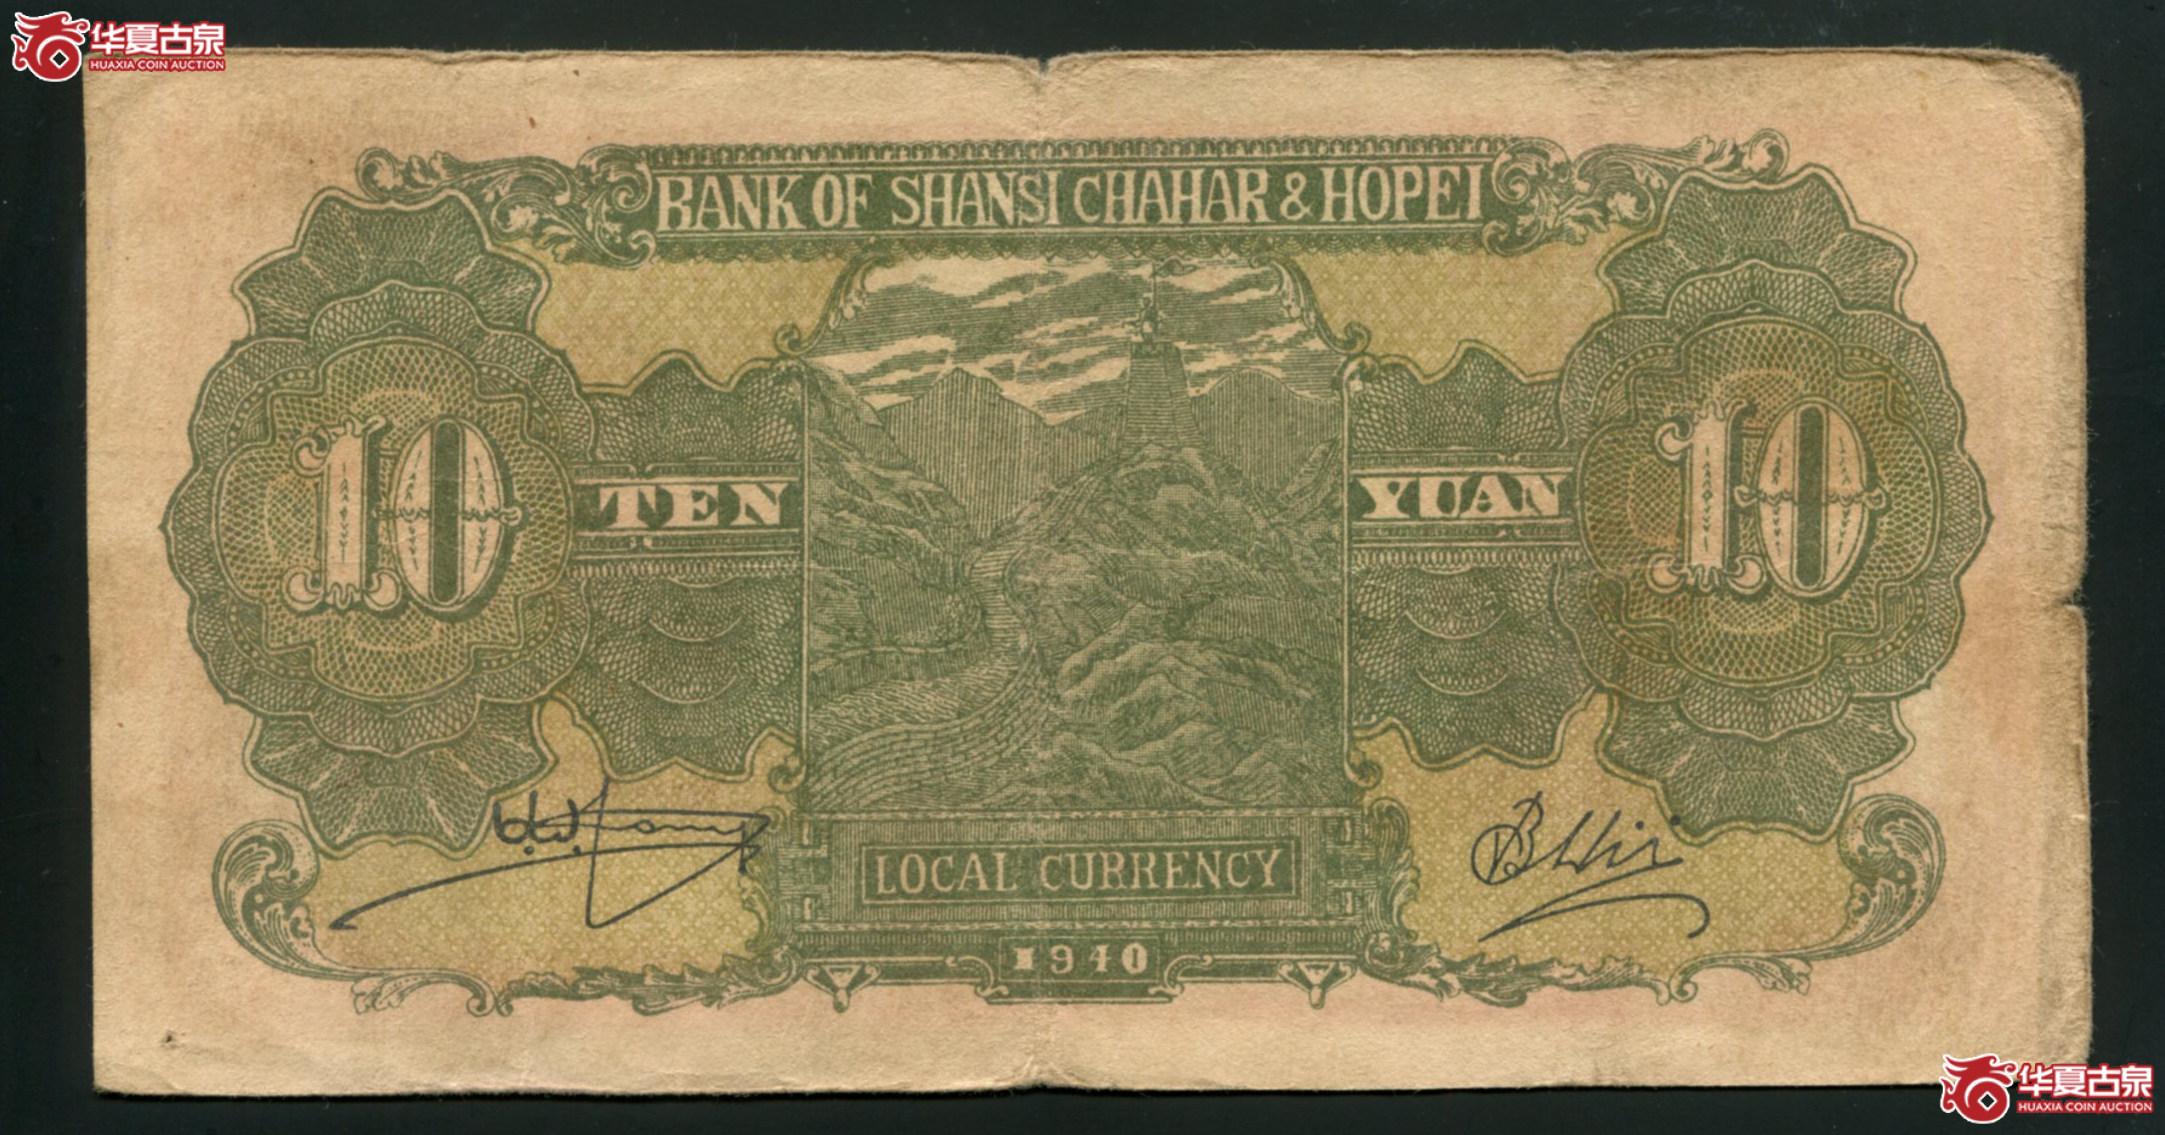 华夏古泉
HUAXIA COIN AUCTION
BANK OF SHANSI CHAHAR & HOPEI
10
TEN
YUAN
10
LOCAL CURRENCY
1940
华夏古泉
HUAXIA COIN AUCTION